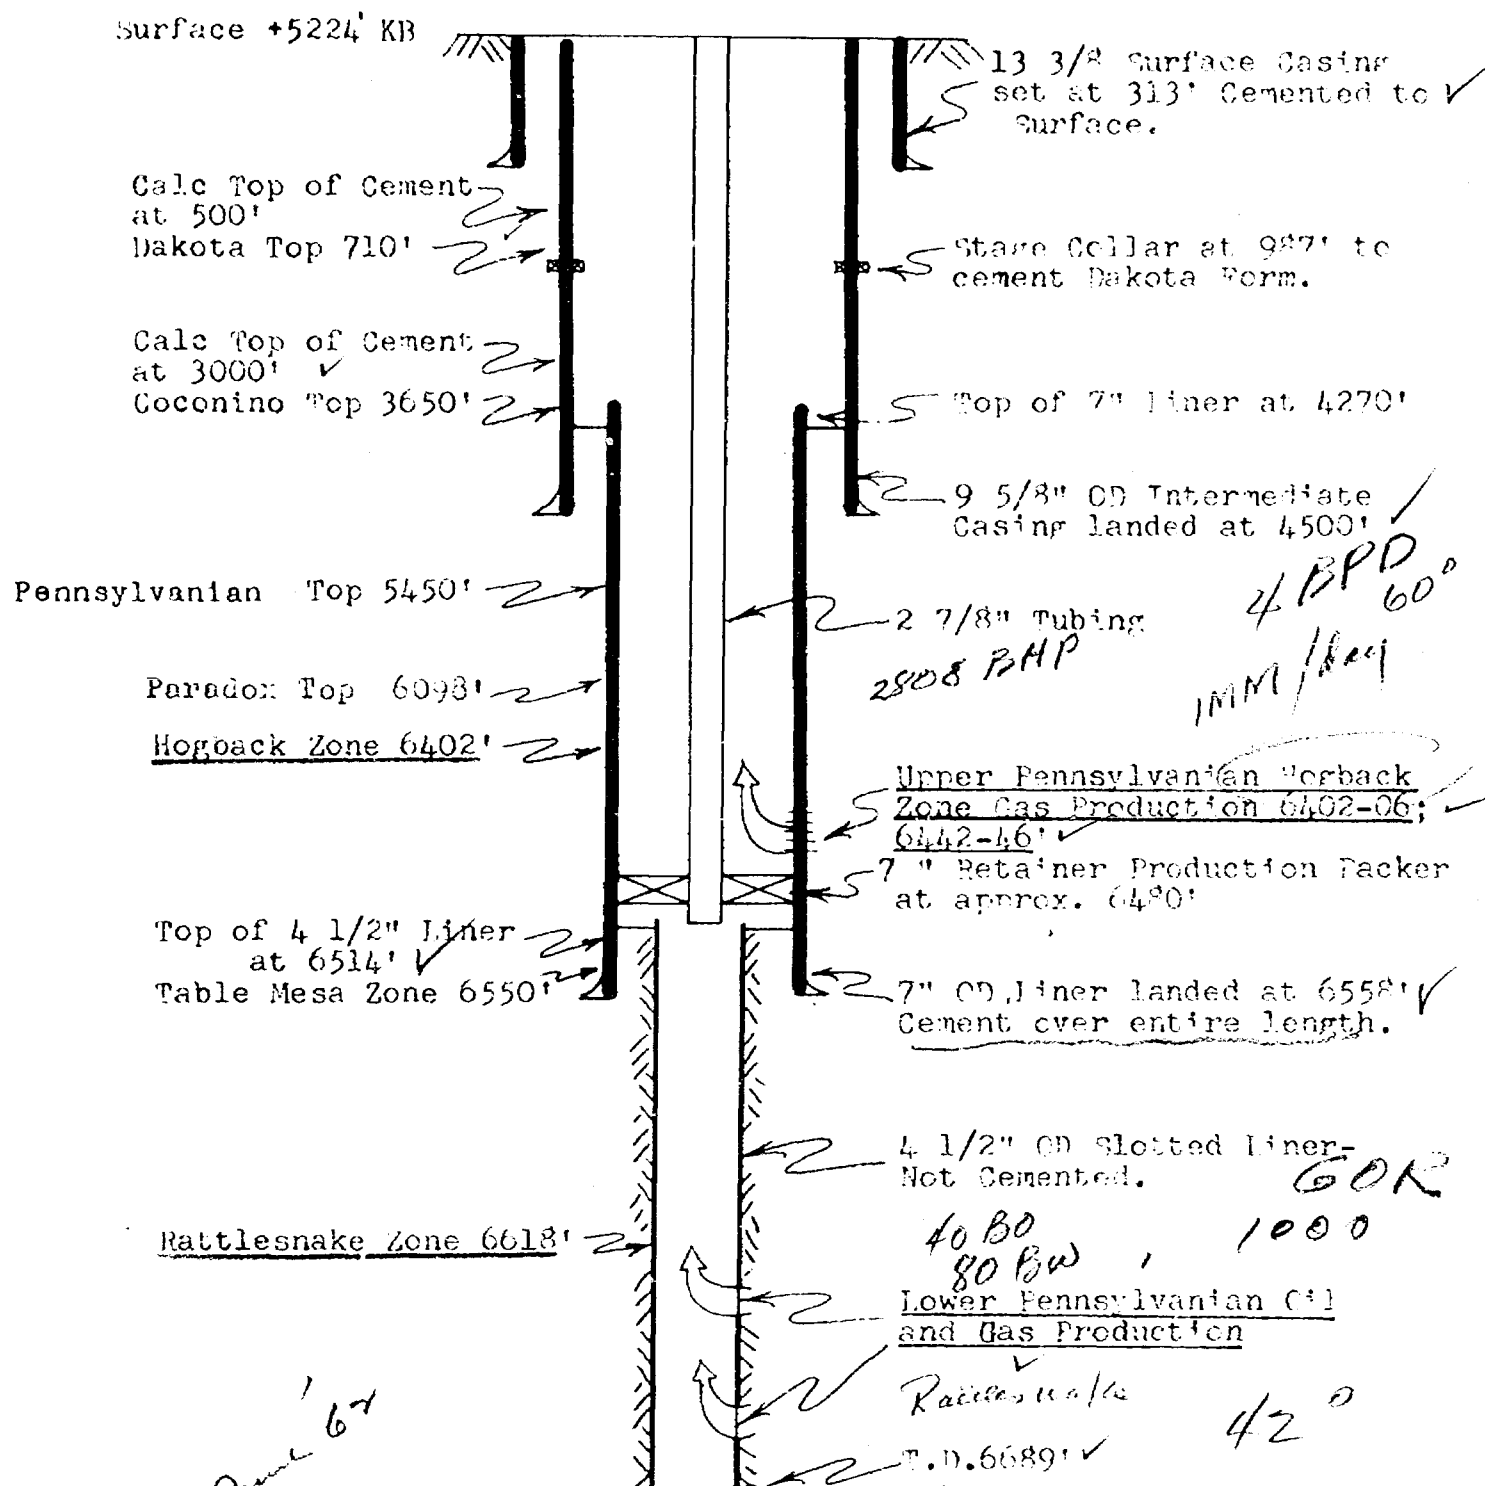 Surface +5224' KB
13 3/8 Surface Casing
set at 313' Cemented to
Surface.
Calc Top of Cement
at 500'
Dakota Top 710'
Stage Collar at 987' to
cement Dakota Form.
Calc Top of Cement
at 3000'
Coconino Top 3650'
Top of 7" liner at 4270'
9 5/8" OD Intermediate
Casing landed at 4500'
4 BPD
60°
Pennsylvanian Top 5450'
2 7/8" Tubing
2808 BHP
1MM/day
Paradox Top 6098'
Hogback Zone 6402'
Upper Pennsylvanian Hogback
Zone Gas Production 6402-06;
6442-46'
7 " Retainer Production Packer
at approx. 6480'
Top of 4 1/2" Liner
at 6514'
Table Mesa Zone 6550'
7" OD Liner landed at 6558'
Cement over entire length.
4 1/2" OD Slotted Liner-
Not Cemented.
GOR
1000
40 BO
80 BW
Rattlesnake Zone 6618'
Lower Pennsylvanian Oil
and Gas Production
Rattlesnake
42°
T.D.6689'